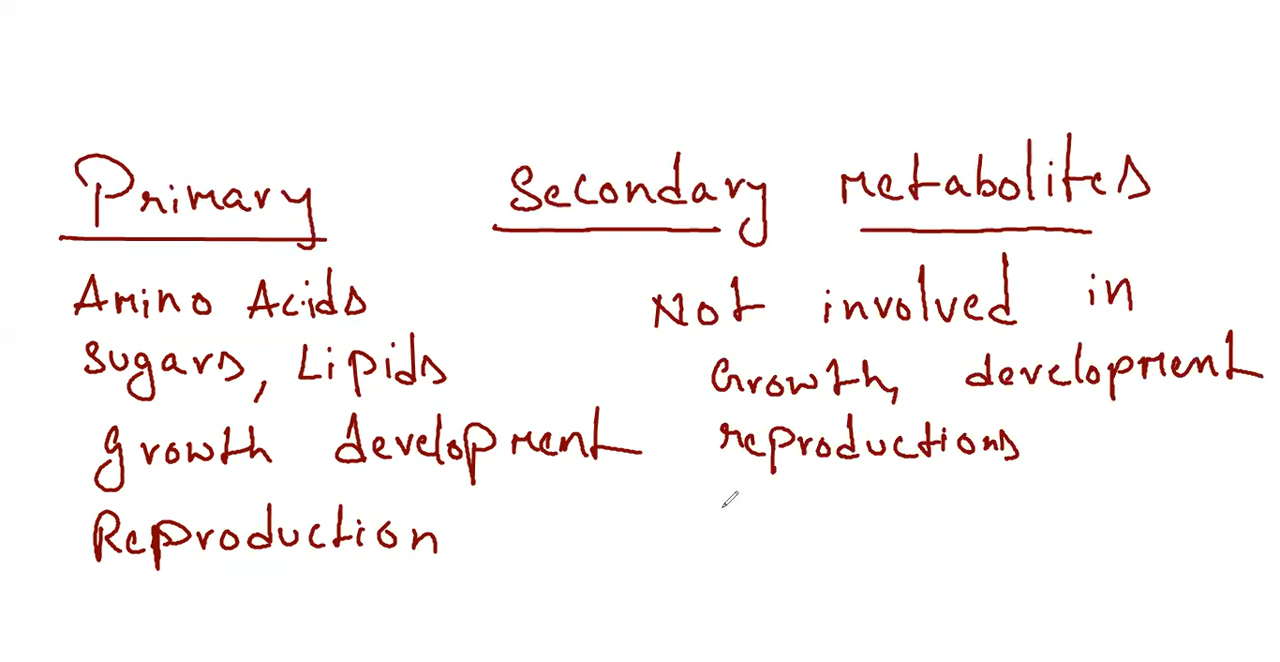 Primary Secondary metabolites
Amino Acids Not involved in
Sugars, Lipids Growth, development
growth development reproductions
Reproduction